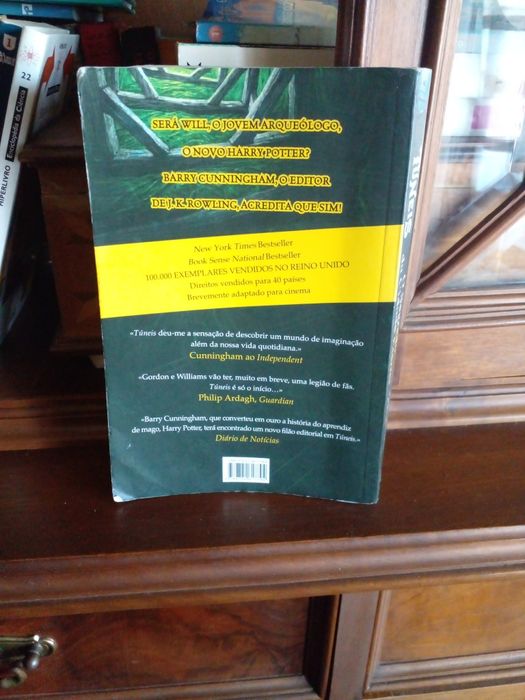 SERÁ WILL, O JOVEM ARQUEÓLOGO,
O NOVO HARRY POTTER?
BARRY CUNNINGHAM, O EDITOR
DE J. K. ROWLING, ACREDITA QUE SIM!
New York Times Bestseller
Book Sense National Bestseller
100.000 EXEMPLARES VENDIDOS NO REINO UNIDO
Direitos vendidos para 40 países
Brevemente adaptado para cinema
«Túneis deu-me a sensação de descobrir um mundo de imaginação
além da nossa vida quotidiana.»
Cunningham ao Independent
«Gordon e Williams vão ter, muito em breve, uma legião de fãs.
Túneis é só o início…»
Philip Ardagh, Guardian
«Barry Cunningham, que converteu em ouro a história do aprendiz
de mago, Harry Potter, terá encontrado um novo filão editorial em Túneis.»
Diário de Notícias
HIPERLIVRO
Enciclopédia da Ciência
22